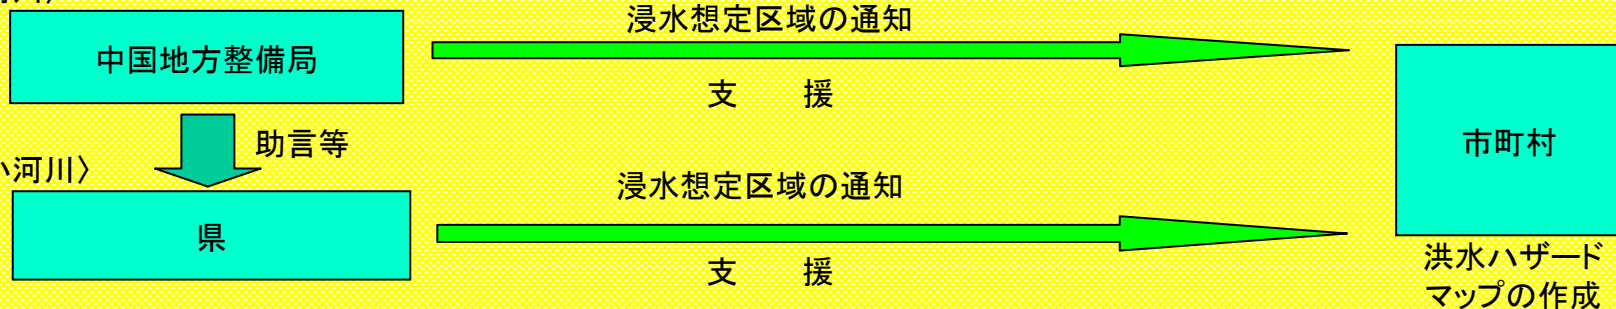 河川〉
浸水想定区域の通知
中国地方整備局
支　　援
助言等
市町村
河川〉
浸水想定区域の通知
県
支　　援
洪水ハザード
マップの作成